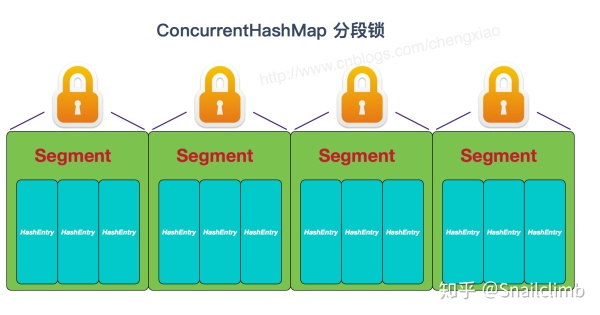 ConcurrentHashMap 分段锁
http://www.cnblogs.com/chengxiao
Segment Segment Segment Segment
HashEntry HashEntry HashEntry HashEntry HashEntry HashEntry HashEntry HashEntry HashEntry HashEntry HashEntry HashEntry
知乎 @Snailclimb